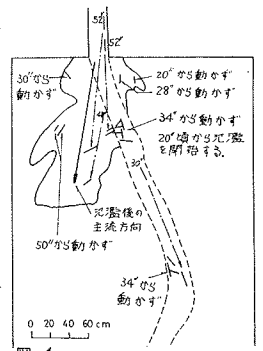 52"
52"
30"から
動かず
20"から動かず
28"から動かず
34"から動かず
20"頃から氾濫
を開始する.
30"
氾濫後の
主流方向
50"から動かず
34"から
動かず
0 20 40 60 cm